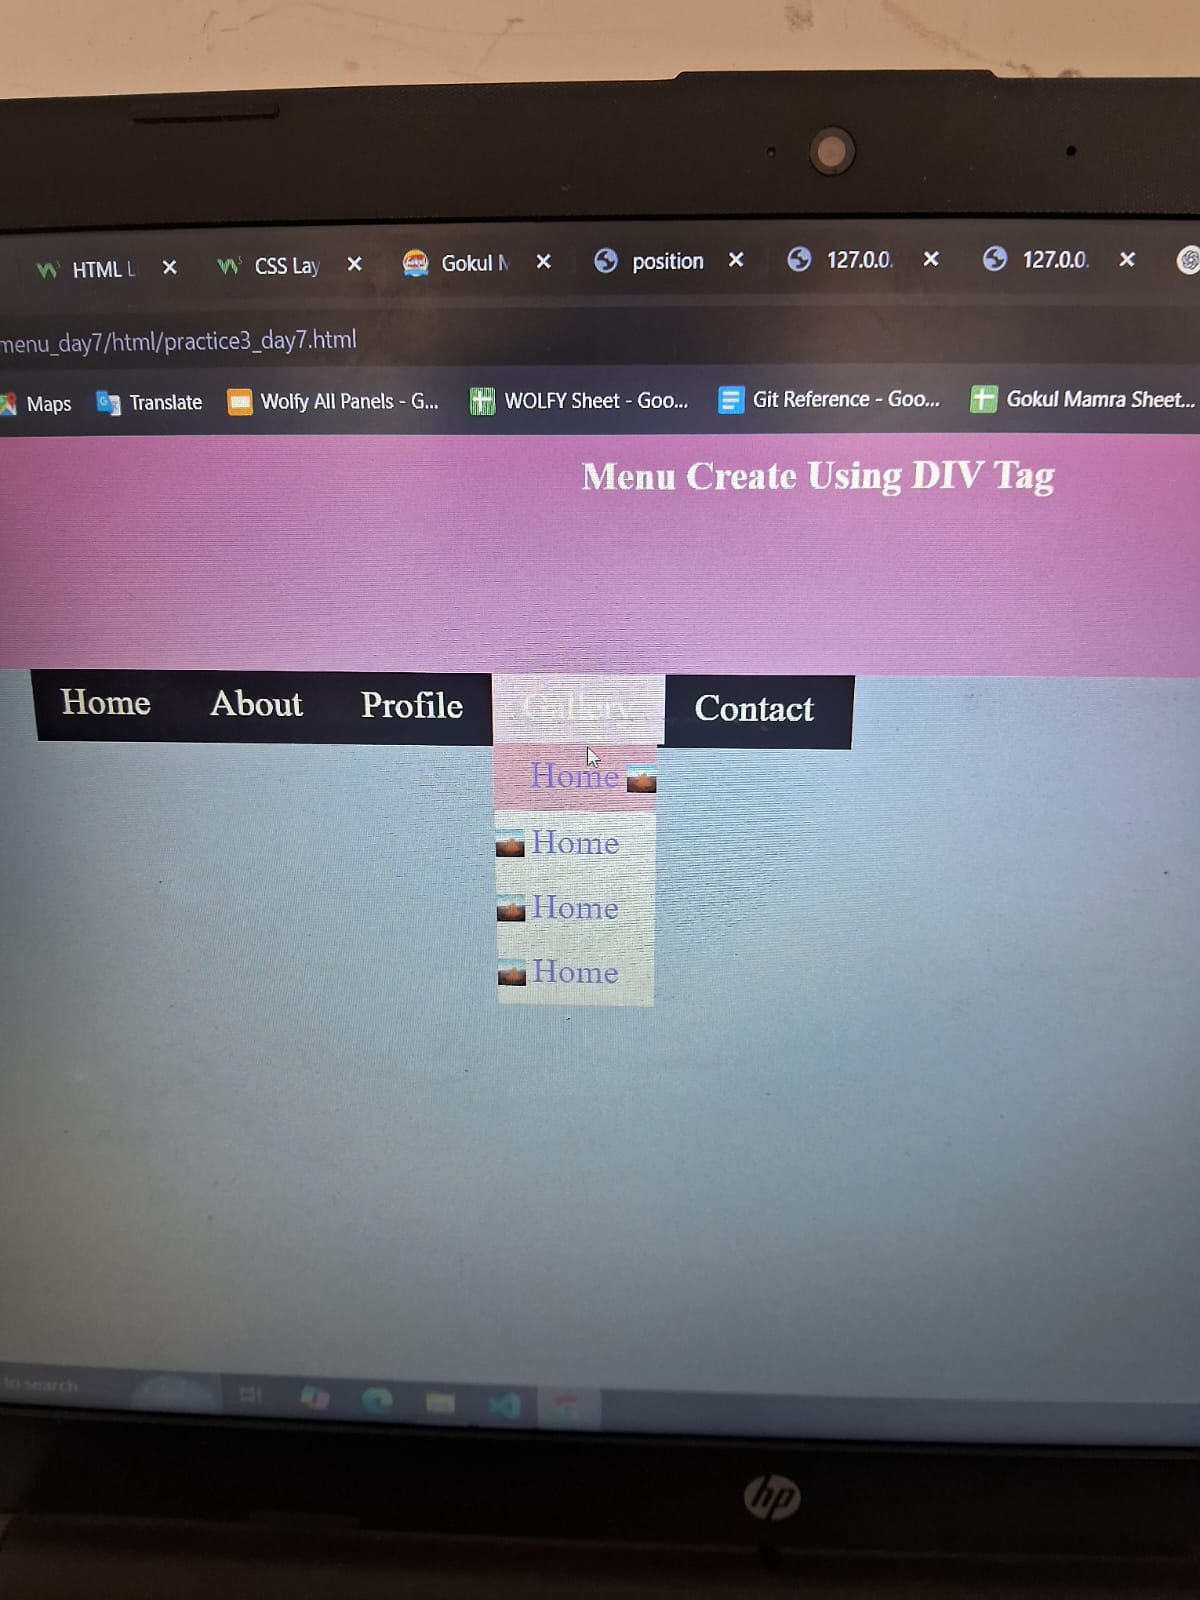 HTML L CSS Lay Gokul M position 127.0.0. 127.0.0.
menu_day7/html/practice3_day7.html
Maps Translate Wolfy All Panels - G... WOLFY Sheet - Goo... Git Reference - Goo... Gokul Mamra Sheet...
Menu Create Using DIV Tag
Home About Profile Gallery Contact
Home
Home
Home
Home
to search
hp